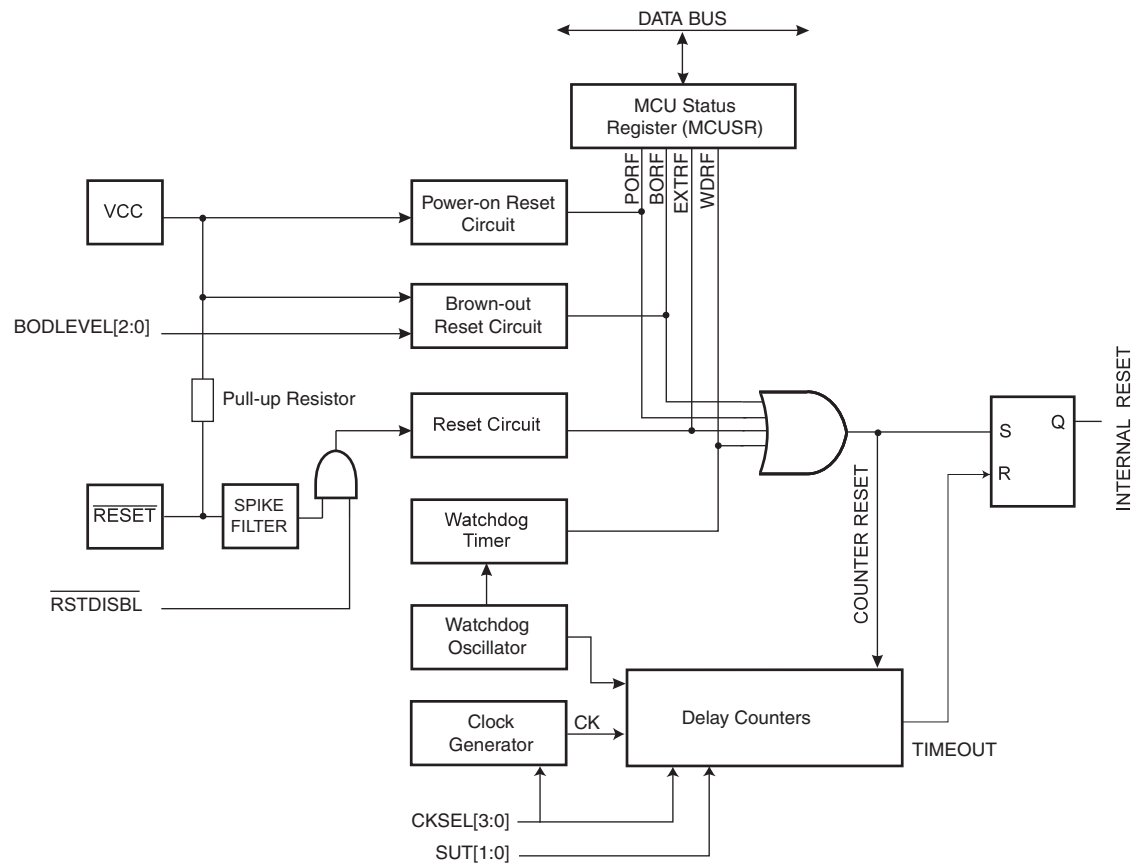 DATA BUS
MCU Status
Register (MCUSR)
PORF
BORF
EXTRF
WDRF
VCC
Power-on Reset
Circuit
BODLEVEL[2:0]
Brown-out
Reset Circuit
Pull-up Resistor
Reset Circuit
S
Q
R
INTERNAL RESET
RESET
SPIKE
FILTER
Watchdog
Timer
COUNTER RESET
RSTDISBL
Watchdog
Oscillator
Clock
Generator
CK
Delay Counters
TIMEOUT
CKSEL[3:0]
SUT[1:0]